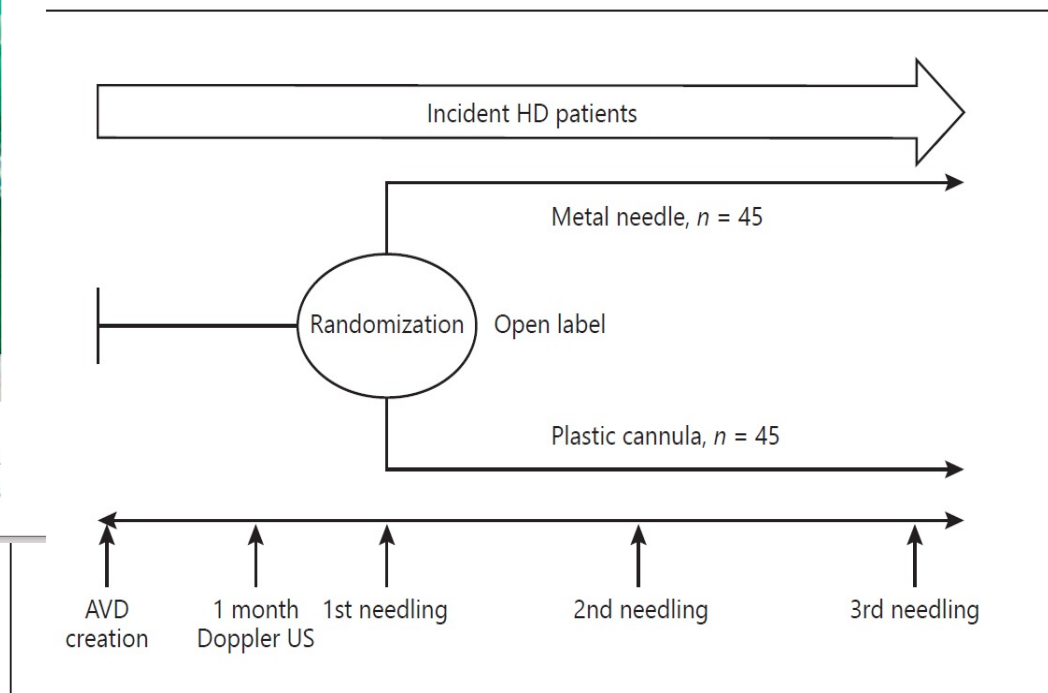 Incident HD patients
Metal needle, n = 45
Randomization
Open label
Plastic cannula, n = 45
AVD
creation
1 month
Doppler US
1st needling
2nd needling
3rd needling